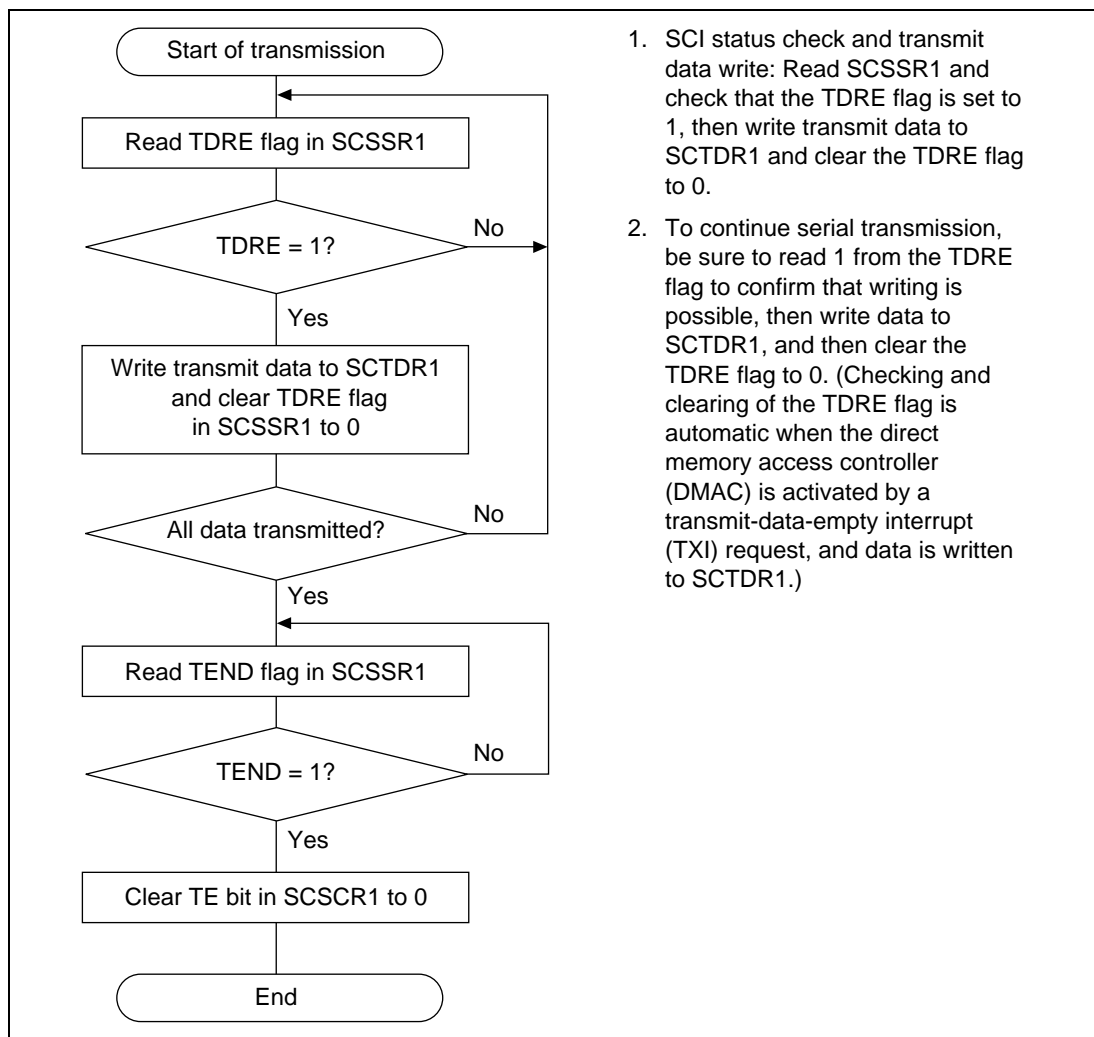 Start of transmission
Read TDRE flag in SCSSR1
TDRE = 1?
No
Yes
Write transmit data to SCTDR1
and clear TDRE flag
in SCSSR1 to 0
All data transmitted?
No
Yes
Read TEND flag in SCSSR1
TEND = 1?
No
Yes
Clear TE bit in SCSCR1 to 0
End
1. SCI status check and transmit
data write: Read SCSSR1 and
check that the TDRE flag is set to
1, then write transmit data to
SCTDR1 and clear the TDRE flag
to 0.
2. To continue serial transmission,
be sure to read 1 from the TDRE
flag to confirm that writing is
possible, then write data to
SCTDR1, and then clear the
TDRE flag to 0. (Checking and
clearing of the TDRE flag is
automatic when the direct
memory access controller
(DMAC) is activated by a
transmit-data-empty interrupt
(TXI) request, and data is written
to SCTDR1.)